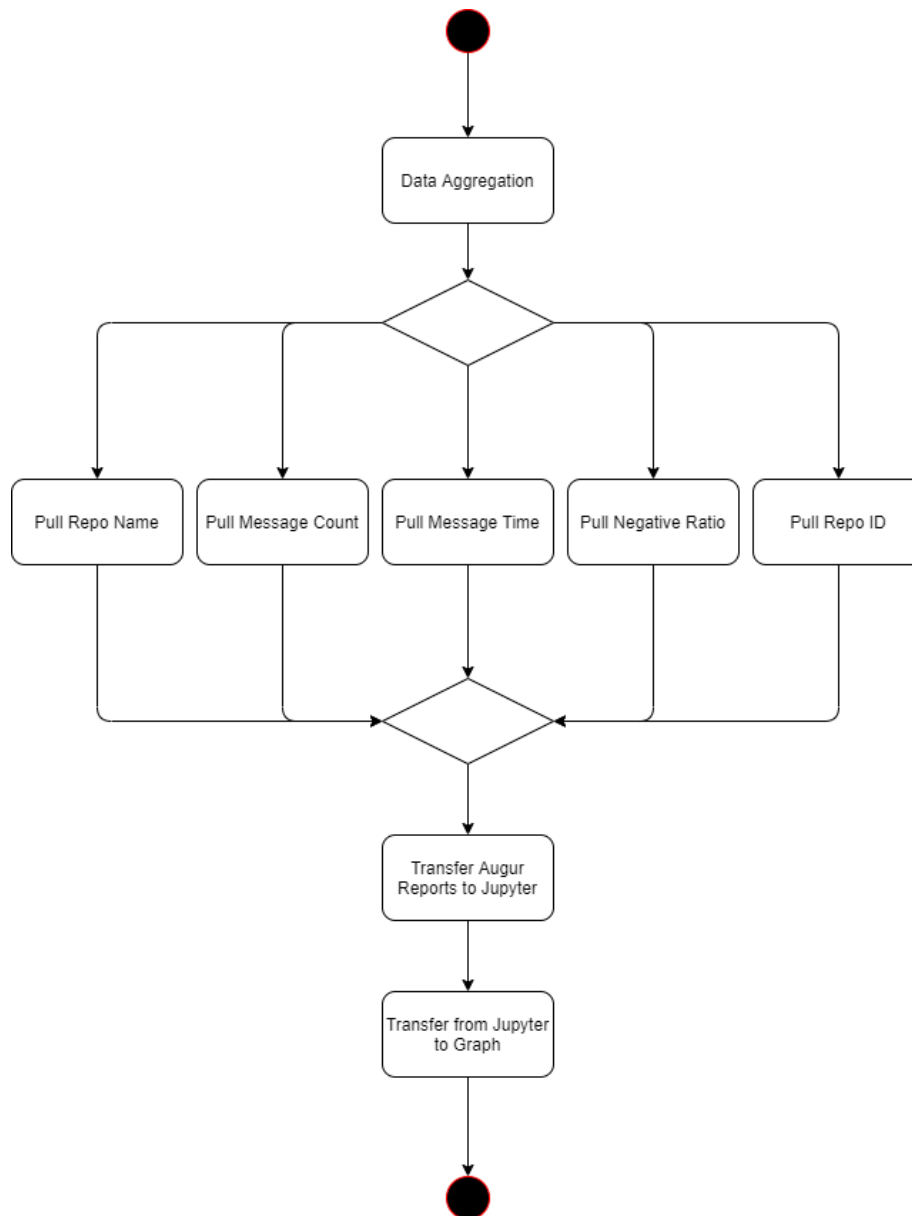 Data Aggregation
Pull Repo Name
Pull Message Count
Pull Message Time
Pull Negative Ratio
Pull Repo ID
Transfer Augur
Reports to Jupyter
Transfer from Jupyter
to Graph